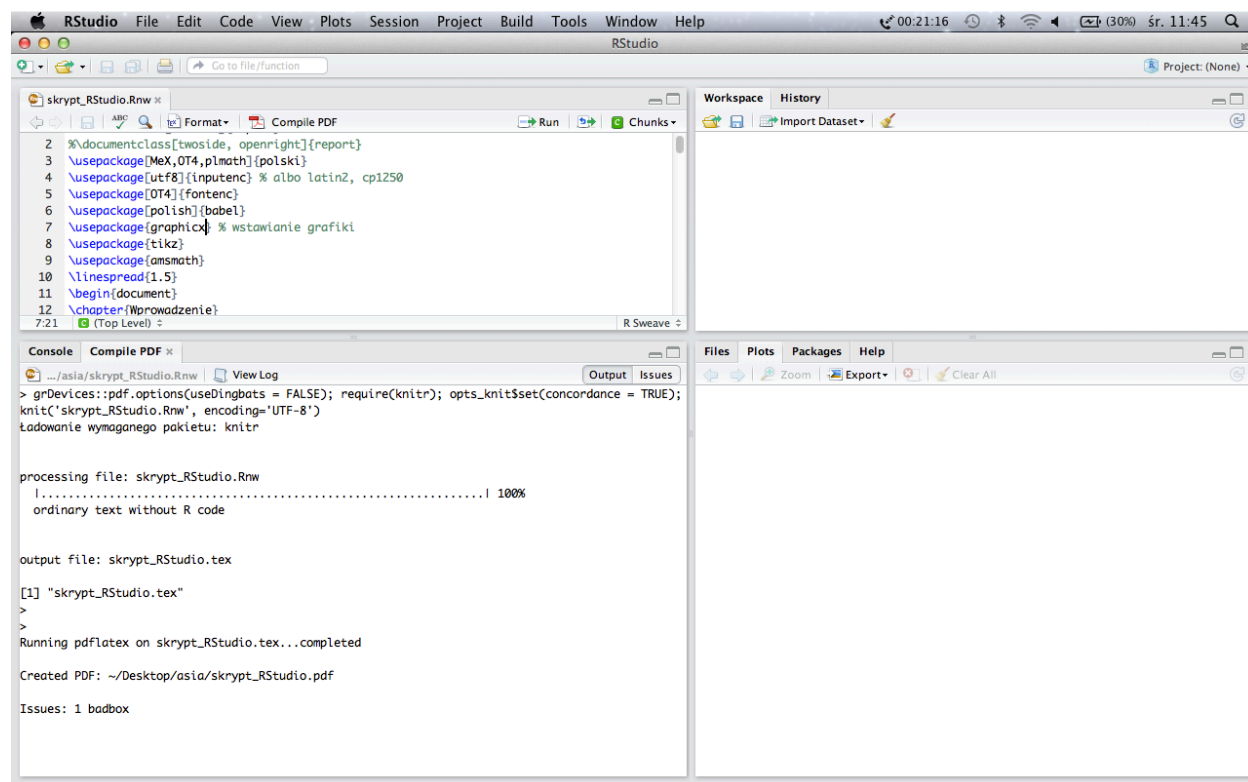 RStudio File Edit Code View Plots Session Project Build Tools Window Help 00:21:16 (30%) śr. 11:45
RStudio
Go to file/function Project: (None)
skrypt_RStudio.Rnw
ABC Format Compile PDF Run Chunks
2 %\documentclass[twoside, openright]{report}
3 \usepackage[MeX,OT4,plmath]{polski}
4 \usepackage[utf8]{inputenc} % albo latin2, cp1250
5 \usepackage[OT4]{fontenc}
6 \usepackage[polish]{babel}
7 \usepackage{graphicx} % wstawianie grafiki
8 \usepackage{tikz}
9 \usepackage{amsmath}
10 \linespread{1.5}
11 \begin{document}
12 \chapter{Wprowadzenie}
7:21 (Top Level) R Sweave
Console Compile PDF
.../asia/skrypt_RStudio.Rnw View Log Output Issues
> grDevices::pdf.options(useDingbats = FALSE); require(knitr); opts_knit$set(concordance = TRUE);
knit('skrypt_RStudio.Rnw', encoding='UTF-8')
Ładowanie wymaganego pakietu: knitr
processing file: skrypt_RStudio.Rnw
|.................................................................| 100%
ordinary text without R code
output file: skrypt_RStudio.tex
[1] "skrypt_RStudio.tex"
>
>
Running pdflatex on skrypt_RStudio.tex...completed
Created PDF: ~/Desktop/asia/skrypt_RStudio.pdf
Issues: 1 badbox
Workspace History
Import Dataset
Files Plots Packages Help
Zoom Export Clear All